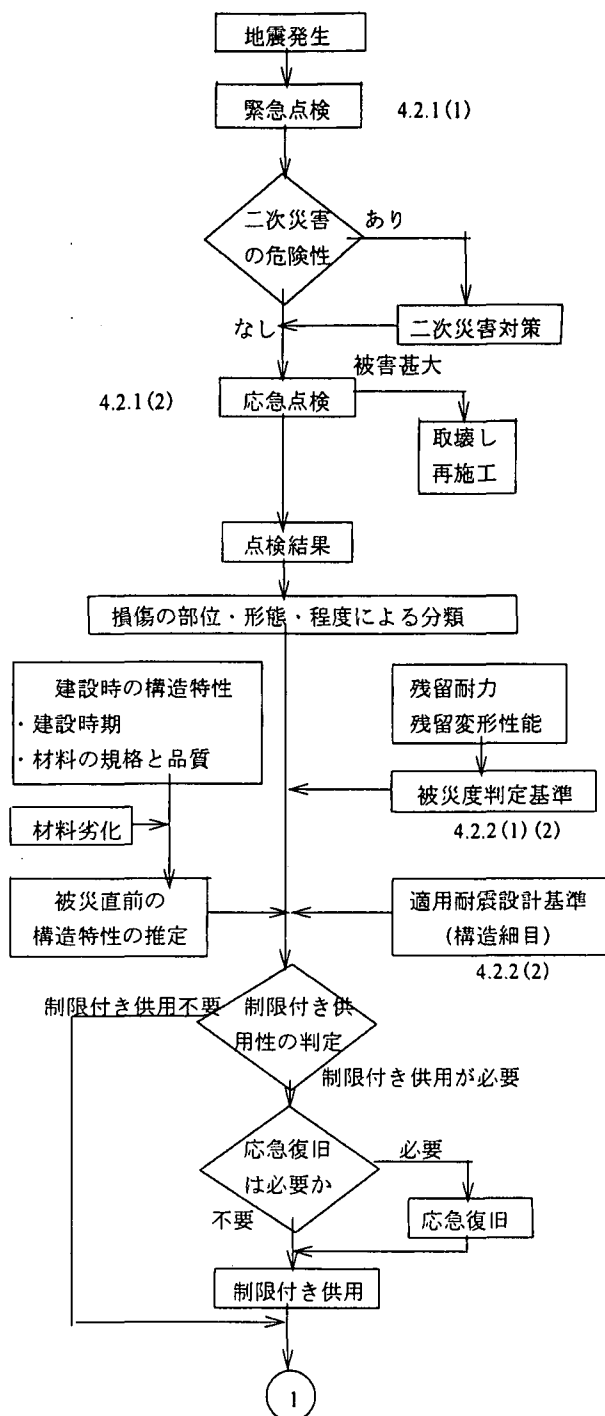 地震発生
緊急点検
4.2.1(1)
二次災害
の危険性
あり
なし
二次災害対策
被害甚大
4.2.1(2)
応急点検
取壊し
再施工
点検結果
損傷の部位・形態・程度による分類
建設時の構造特性
・建設時期
・材料の規格と品質
残留耐力
残留変形性能
被災度判定基準
4.2.2(1)(2)
材料劣化
被災直前の
構造特性の推定
適用耐震設計基準
(構造細目)
4.2.2(2)
制限付き供用不要
制限付き供
用性の判定
制限付き供用が必要
応急復旧
は必要か
必要
不要
応急復旧
制限付き供用
1